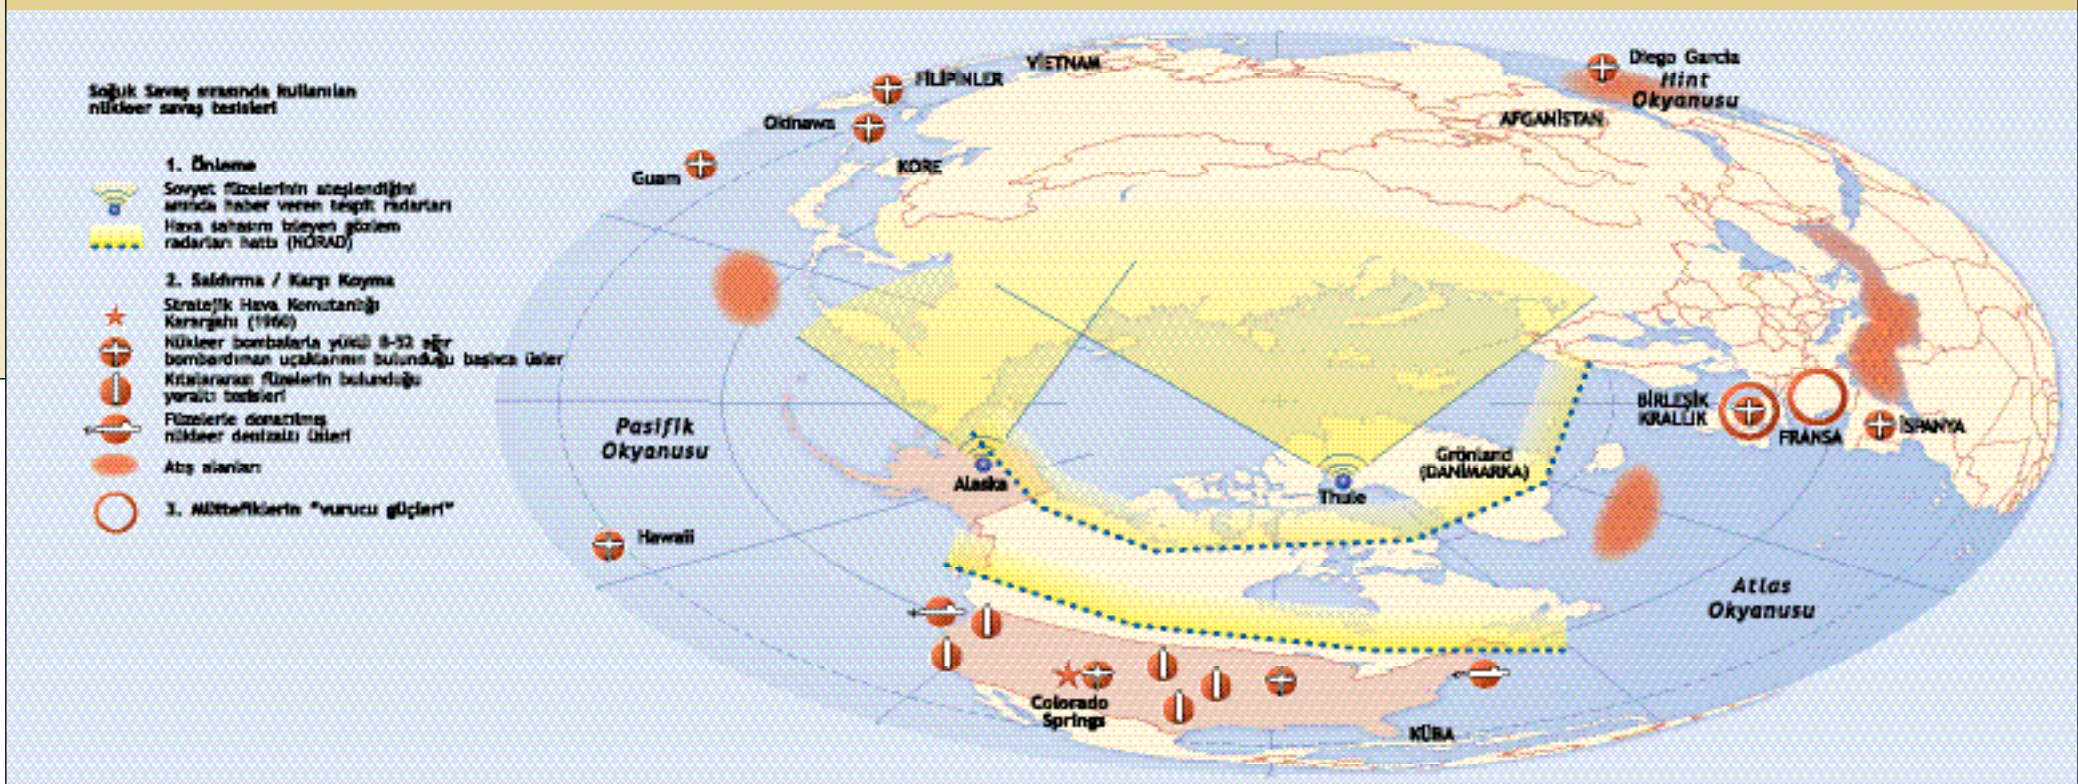 Soğuk Savaş sırasında kullanılan
nükleer savaş tesisleri
1. Önleme
Sovyet füzelerinin ateşlendiğini
anında haber veren tespit radarları
Hava sahasını izleyen gözlem
radarları hattı (NORAD)
2. Saldırma / Karşı Koyma
Stratejik Hava Komutanlığı
Karargahı (1960)
Nükleer bombalarla yüklü B-52 ağır
bombardıman uçaklarının bulunduğu başlıca üsler
Kıtalararası füzelerin bulunduğu
yeraltı tesisleri
Füzelerle donatılmış
nükleer denizaltı üsleri
Atış alanları
3. Müttefiklerin "vurucu güçleri"
VİETNAM
FİLİPİNLER
Okinawa
Guam
KORE
Diego Garcia
Hint
Okyanusu
AFGANİSTAN
Pasifik
Okyanusu
Alaska
Hawaii
Thule
Grönland
(DANİMARKA)
BİRLEŞİK
KRALLIK
FRANSA
İSPANYA
Atlas
Okyanusu
Colorado
Springs
KÜBA